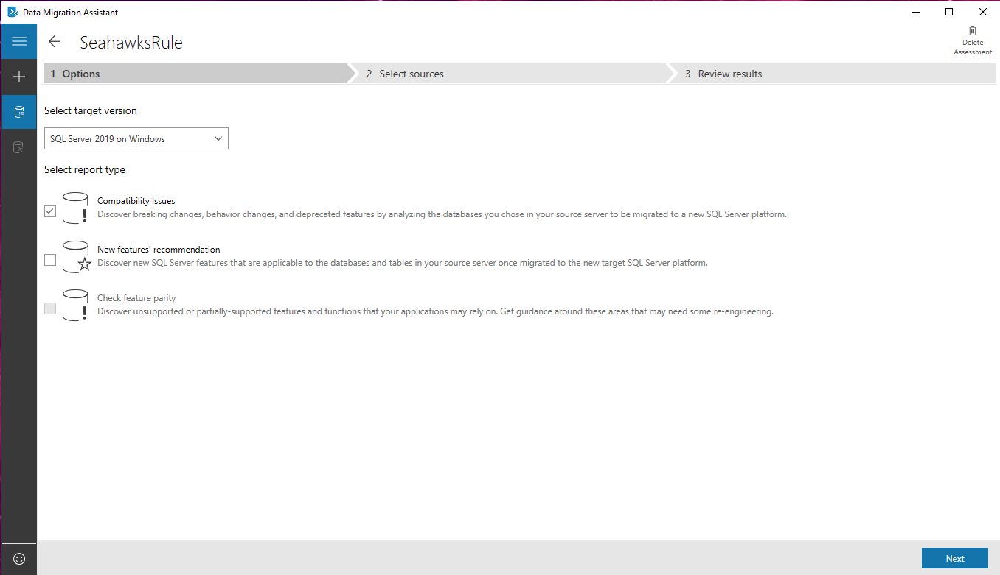 Data Migration Assistant
SeahawksRule
Delete
Assessment
1 Options
2 Select sources
3 Review results
Select target version
SQL Server 2019 on Windows
Select report type
Compatibility Issues
Discover breaking changes, behavior changes, and deprecated features by analyzing the databases you chose in your source server to be migrated to a new SQL Server platform.
New features' recommendation
Discover new SQL Server features that are applicable to the databases and tables in your source server once migrated to the new target SQL Server platform.
Check feature parity
Discover unsupported or partially-supported features and functions that your applications may rely on. Get guidance around these areas that may need some re-engineering.
Next